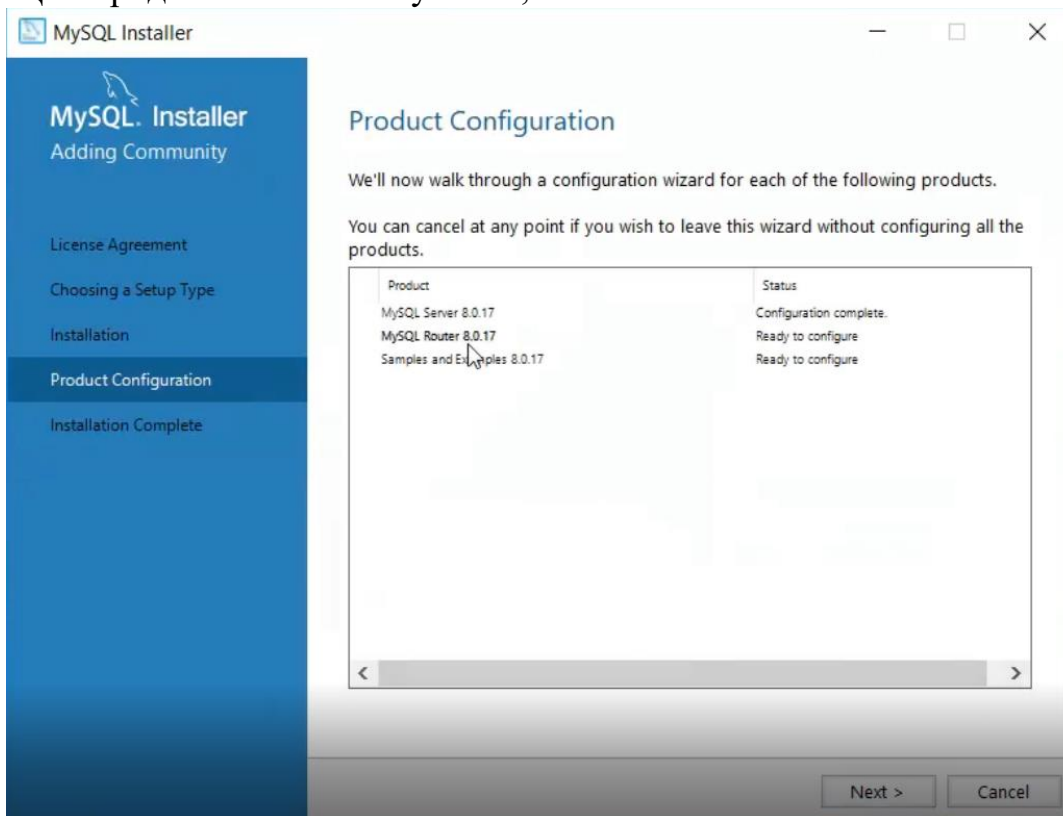 MySQL Installer
MySQL. Installer
Adding Community
License Agreement
Choosing a Setup Type
Installation
Product Configuration
Installation Complete
Product Configuration
We'll now walk through a configuration wizard for each of the following products.
You can cancel at any point if you wish to leave this wizard without configuring all the
products.
Product Status
MySQL Server 8.0.17 Configuration complete.
MySQL Router 8.0.17 Ready to configure
Samples and Examples 8.0.17 Ready to configure
Next > Cancel